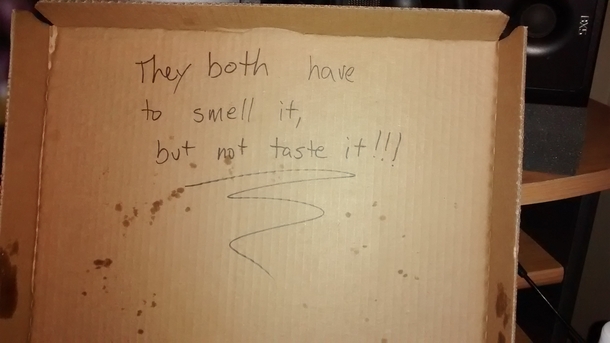 They both have
to smell it,
but not taste it!!!